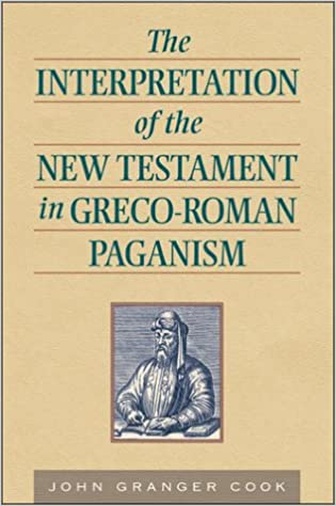 The
INTERPRETATION
of the
NEW TESTAMENT
in GRECO-ROMAN
PAGANISM
JOHN GRANGER COOK